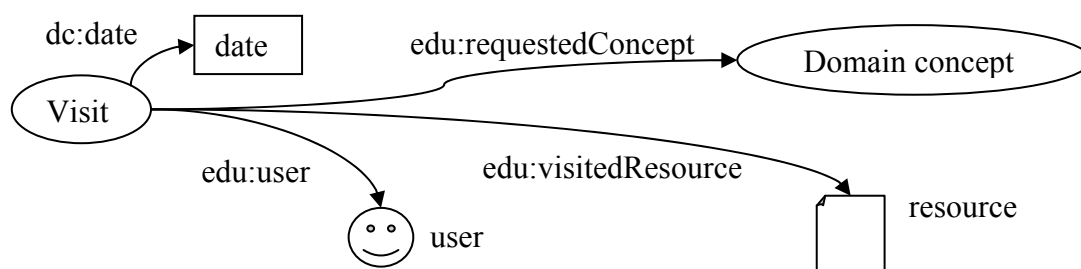 dc:date
date
edu:requestedConcept
Domain concept
Visit
edu:user
edu:visitedResource
user
resource